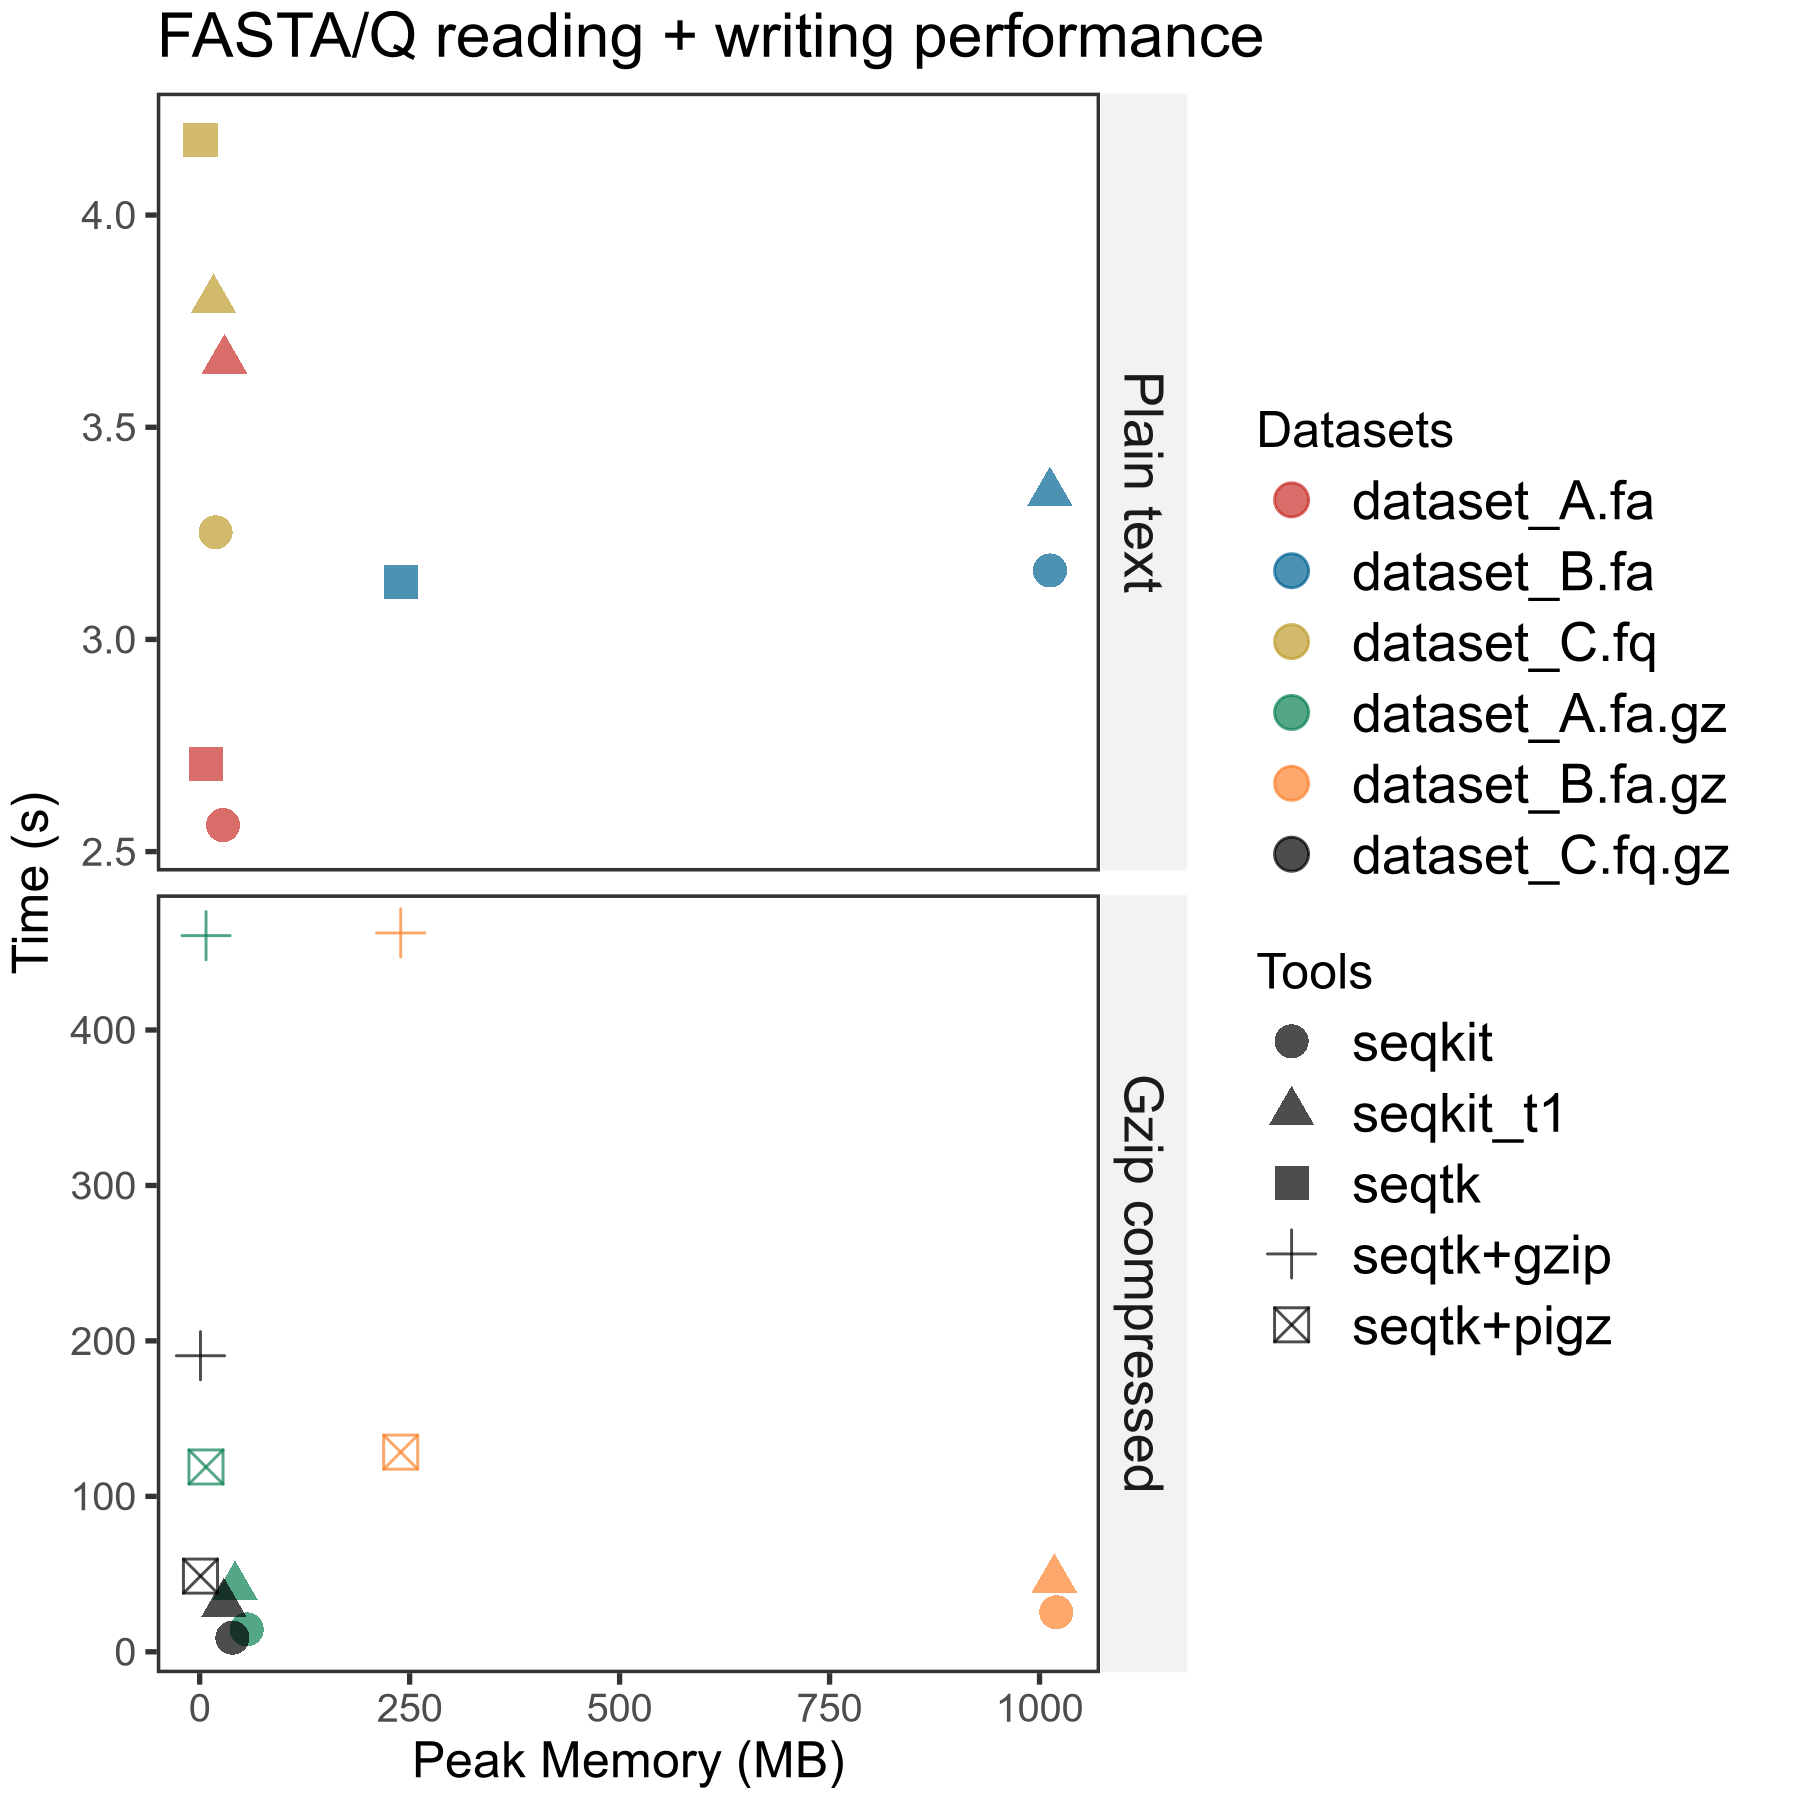 FASTA/Q reading + writing performance
Time (s)
4.0
3.5
3.0
2.5
Plain text
400
300
200
100
0
Gzip compressed
0 250 500 750 1000
Peak Memory (MB)
Datasets
dataset_A.fa
dataset_B.fa
dataset_C.fq
dataset_A.fa.gz
dataset_B.fa.gz
dataset_C.fq.gz
Tools
seqkit
seqkit_t1
seqtk
seqtk+gzip
seqtk+pigz